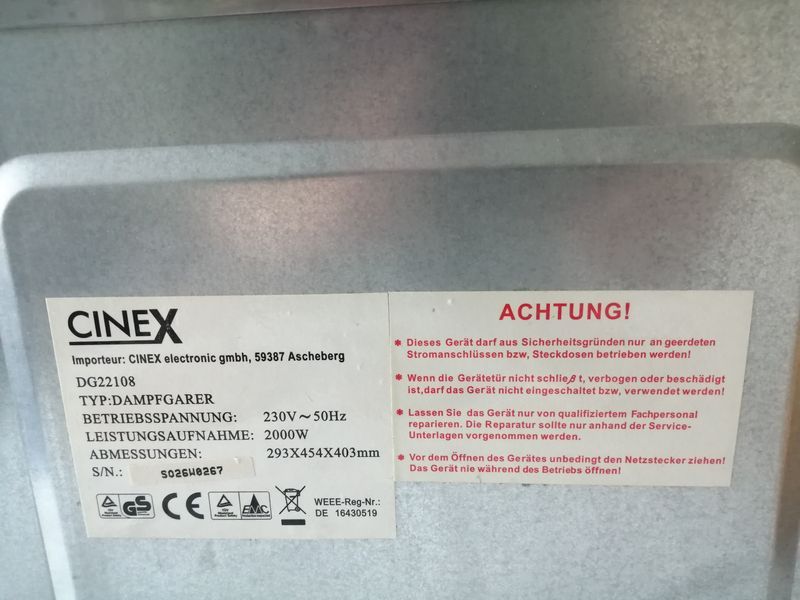 CINEX
Importeur: CINEX electronic gmbh, 59387 Ascheberg
DG22108
TYP:DAMPFGARER
BETRIEBSSPANNUNG: 230V～50Hz
LEISTUNGSAUFNAHME: 2000W
ABMESSUNGEN: 293X454X403mm
S/N.: S026W0267
GS CE EMC
WEEE-Reg-Nr.:
DE 16430519
ACHTUNG!
* Dieses Gerät darf aus Sicherheitsgründen nur an geerdeten
Stromanschlüssen bzw, Steckdosen betrieben werden!
* Wenn die Gerätetür nicht schließ t, verbogen oder beschädigt
ist,darf das Gerät nicht eingeschaltet bzw, verwendet werden!
* Lassen Sie das Gerät nur von qualifiziertem Fachpersonal
reparieren. Die Reparatur sollte nur anhand der Service-
Unterlagen vorgenommen werden.
* Vor dem Öffnen des Gerätes unbedingt den Netzstecker ziehen!
Das Gerät nie während des Betriebs öffnen!